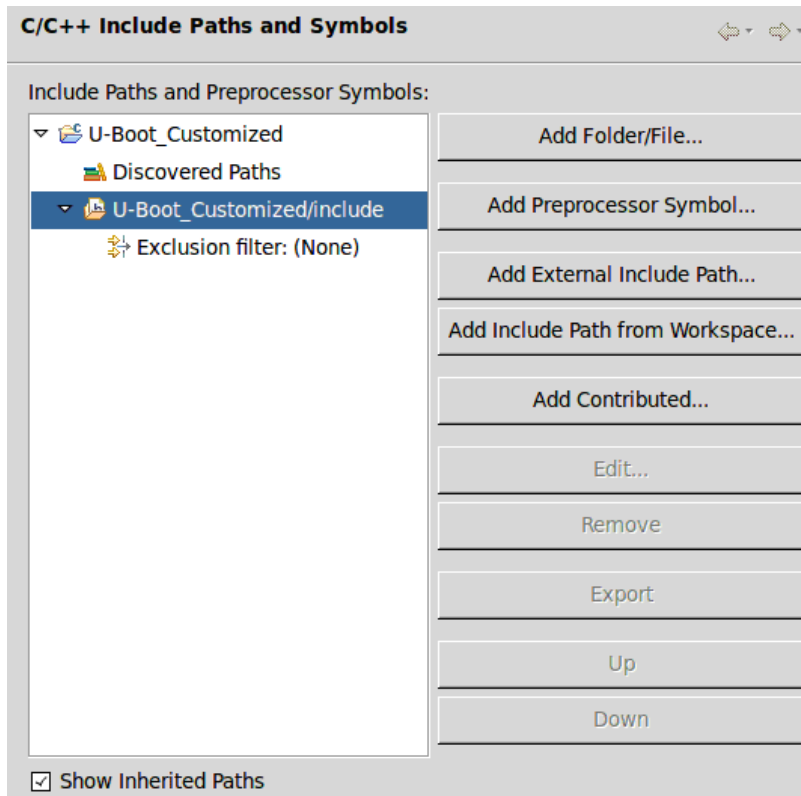 C/C++ Include Paths and Symbols
Include Paths and Preprocessor Symbols:
U-Boot_Customized
Discovered Paths
U-Boot_Customized/include
Exclusion filter: (None)
Add Folder/File...
Add Preprocessor Symbol...
Add External Include Path...
Add Include Path from Workspace...
Add Contributed...
Edit...
Remove
Export
Up
Down
Show Inherited Paths